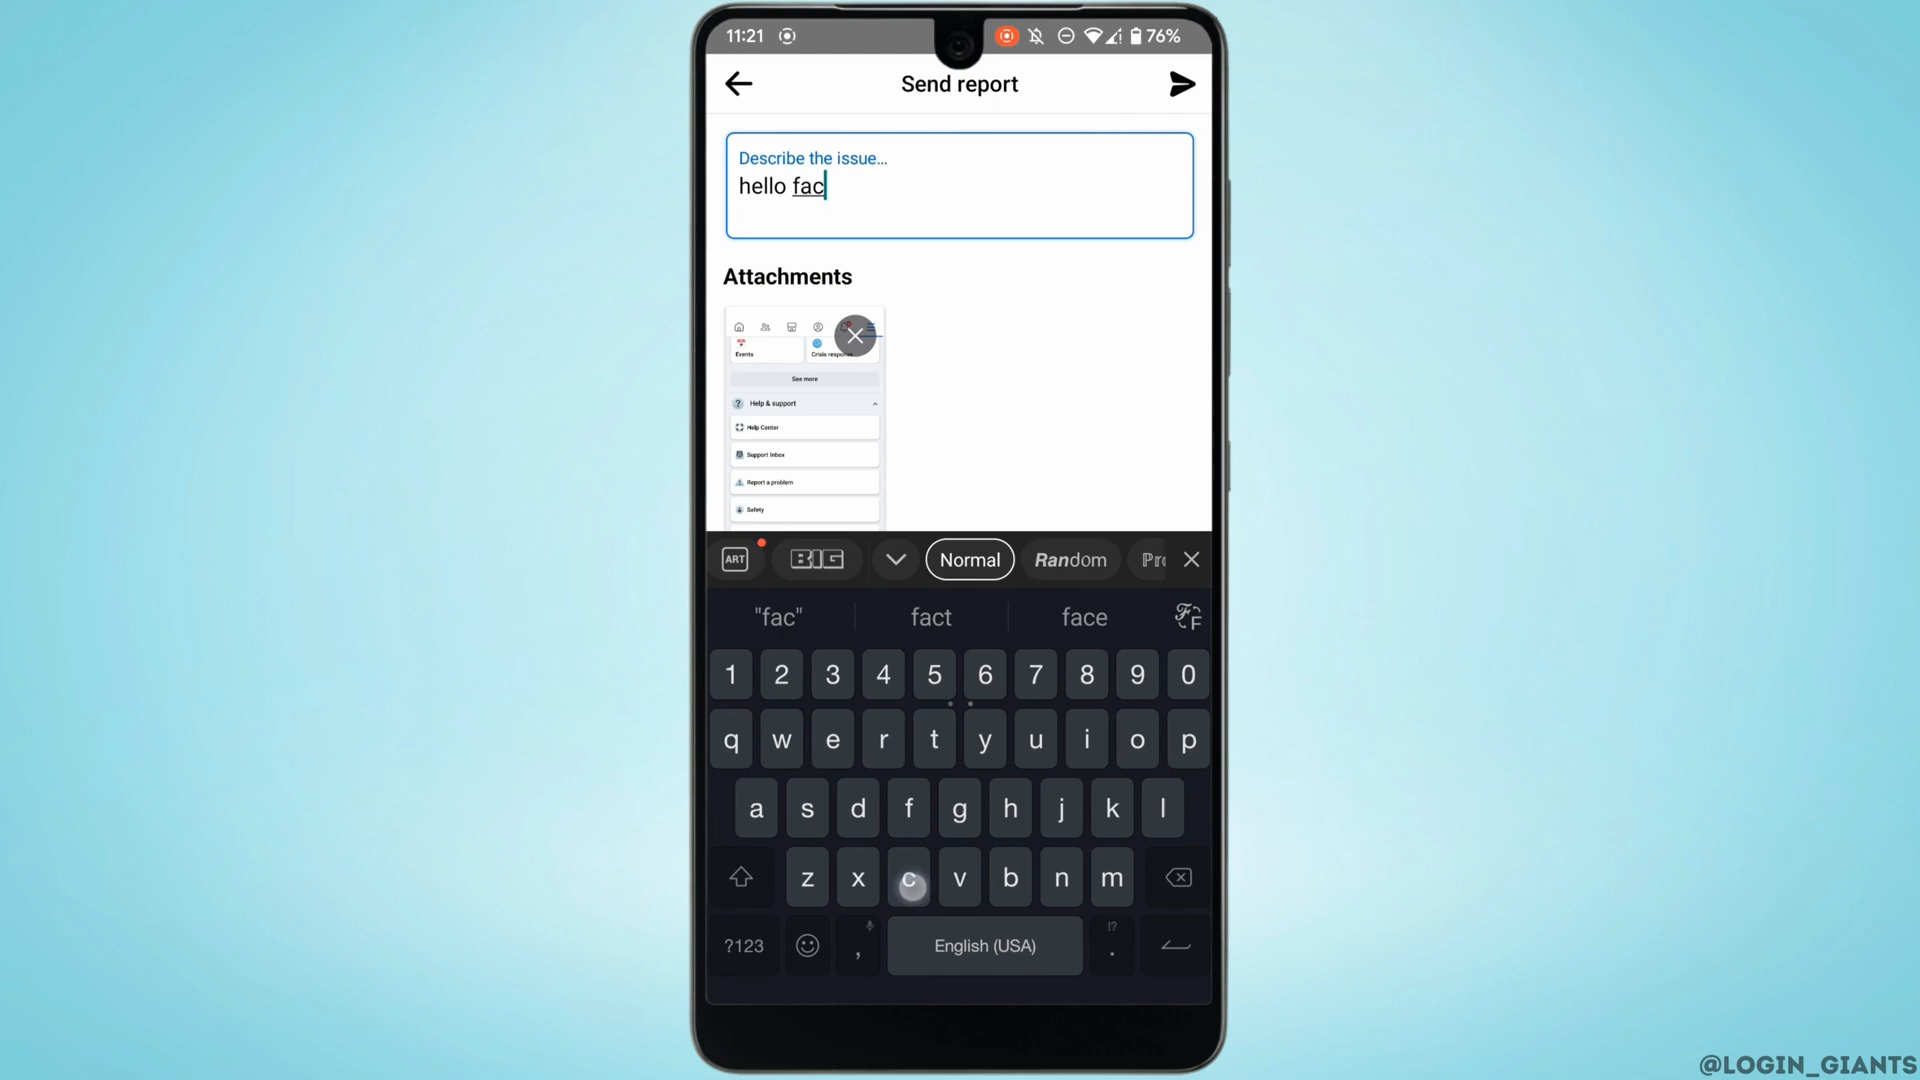 11:21
76%
Send report
Describe the issue...
hello fac
Attachments
Events
Crisis response
See more
Help & support
Help Center
Support Inbox
Report a problem
Safety
ART
BIG
Normal
Random
"fac"
fact
face
1 2 3 4 5 6 7 8 9 0
q w e r t y u i o p
a s d f g h j k l
z x c v b n m
!?
?123
,
English (USA)
.
@LOGIN_GIANTS